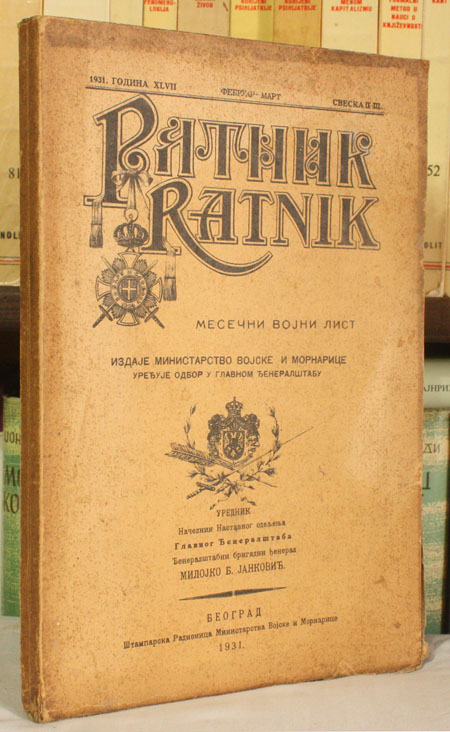 1931. ГОДИНА XLVII
ФЕБРУАР-МАРТ
СВЕСКА II-III.
РАТНИК
RATNIK
МЕСЕЧНИ ВОЈНИ ЛИСТ
ИЗДАЈЕ МИНИСТАРСТВО ВОЈСКЕ И МОРНАРИЦЕ
УРЕЂУЈЕ ОДБОР У ГЛАВНОМ ЂЕНЕРАЛШТАБУ
УРЕДНИК
Начелник Наставног одељења
Главног Ђенералштаба
Ђенералштабни бригадни ђенерал
МИЛОЈКО Б. ЈАНКОВИЋ.
БЕОГРАД
Штампарска Радионица Министарства Војске и Морнарице
1931.